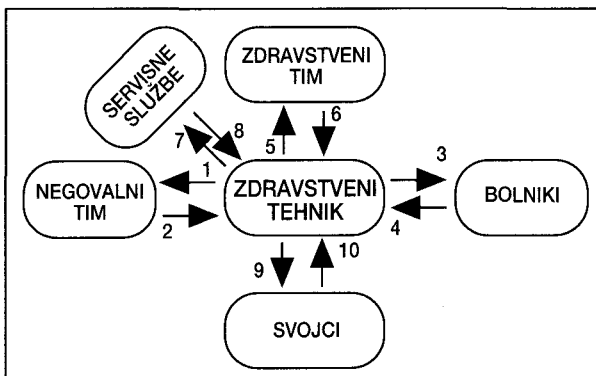 ZDRAVSTVENI
TIM
SERVISNE
SLUŽBE
7
8
5
6
NEGOVALNI
TIM
1
2
ZDRAVSTVENI
TEHNIK
3
4
BOLNIKI
9
10
SVOJCI